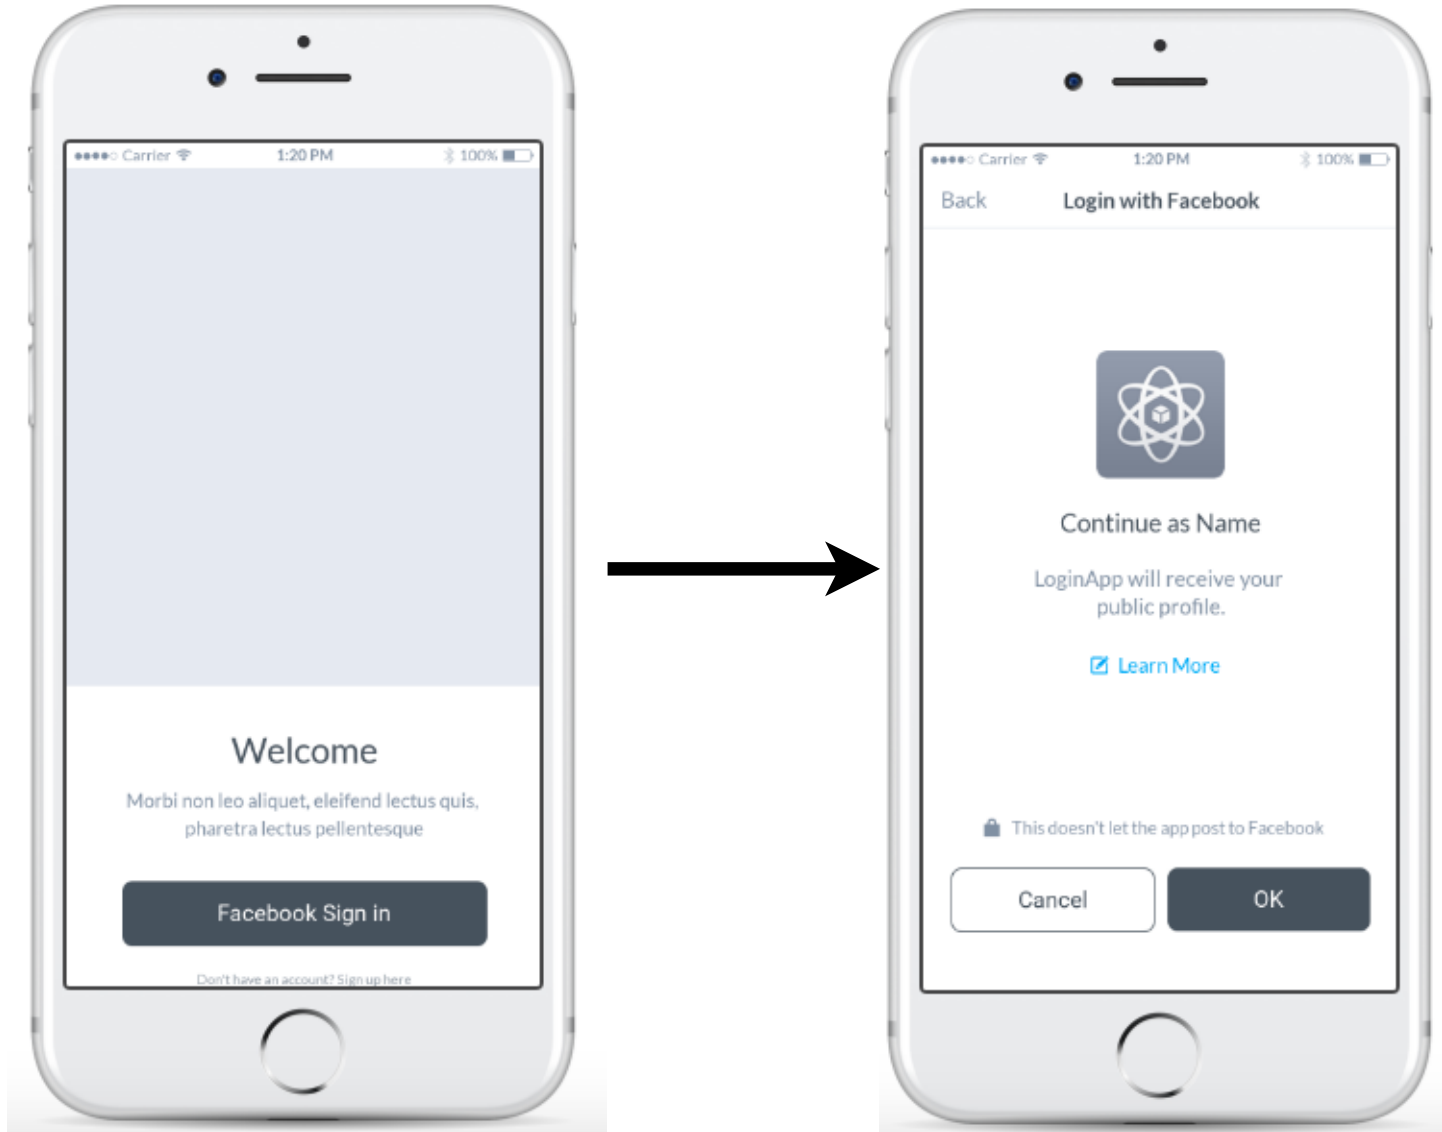 Carrier 1:20 PM 100%
Welcome
Morbi non leo aliquet, eleifend lectus quis,
pharetra lectus pellentesque
Facebook Sign in
Don't have an account? Sign up here
Carrier 1:20 PM 100%
Back Login with Facebook
Continue as Name
LoginApp will receive your
public profile.
Learn More
This doesn't let the app post to Facebook
Cancel OK